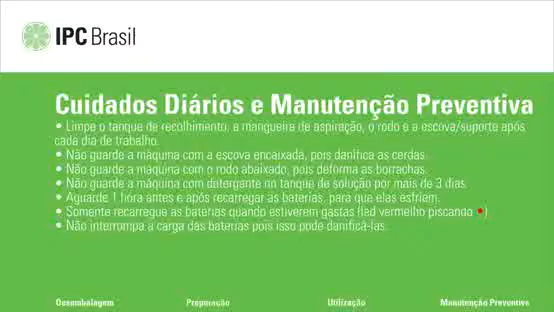 IPC Brasil
Cuidados Diários e Manutenção Preventiva
• Limpe o tanque de recolhimento, a mangueira de aspiração, o rodo e a escova/suporte após
cada dia de trabalho.
• Não guarde a máquina com a escova encaixada, pois danifica as cerdas.
• Não guarde a máquina com o rodo abaixado, pois deforma as borrachas.
• Não guarde a máquina com detergente no tanque de solução por mais de 3 dias.
• Aguarde 1 hora antes e após recarregar as baterias, para que elas esfriem.
• Somente recarregue as baterias quando estiverem gastas (led vermelho piscando •)
• Não interrompa a carga das baterias pois isso pode danificá-las.
Desembalagem Preparação Utilização Manutenção Preventiva